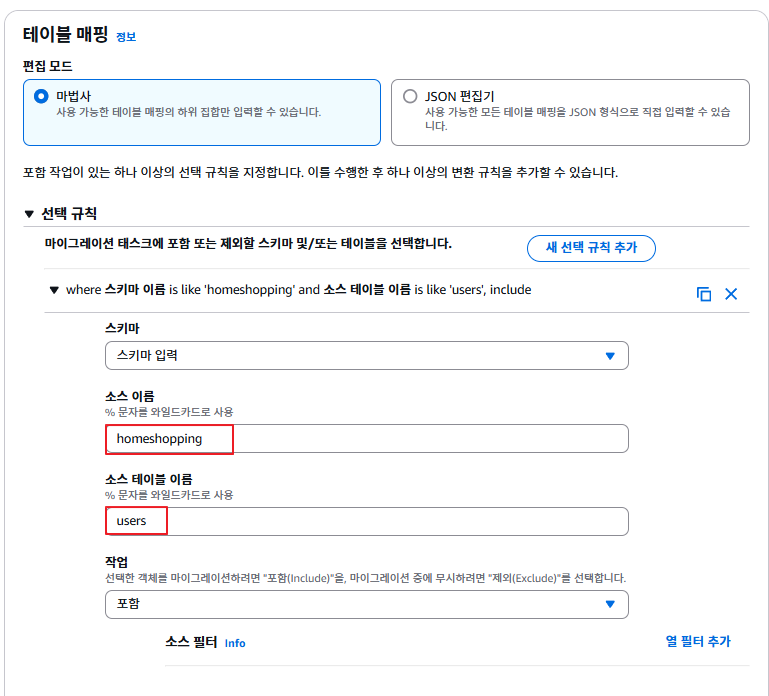 테이블 매핑 정보
편집 모드
마법사
사용 가능한 테이블 매핑의 하위 집합만 입력할 수 있습니다.
JSON 편집기
사용 가능한 모든 테이블 매핑을 JSON 형식으로 직접 입력할 수 있습
니다.
포함 작업이 있는 하나 이상의 선택 규칙을 지정합니다. 이를 수행한 후 하나 이상의 변환 규칙을 추가할 수 있습니다.
선택 규칙
마이그레이션 태스크에 포함 또는 제외할 스키마 및/또는 테이블을 선택합니다.
새 선택 규칙 추가
where 스키마 이름 is like 'homeshopping' and 소스 테이블 이름 is like 'users', include
스키마
스키마 입력
소스 이름
% 문자를 와일드카드로 사용
homeshopping
소스 테이블 이름
% 문자를 와일드카드로 사용
users
작업
선택한 객체를 마이그레이션하려면 "포함(Include)"을, 마이그레이션 중에 무시하려면 "제외(Exclude)"를 선택합니다.
포함
소스 필터 Info
열 필터 추가